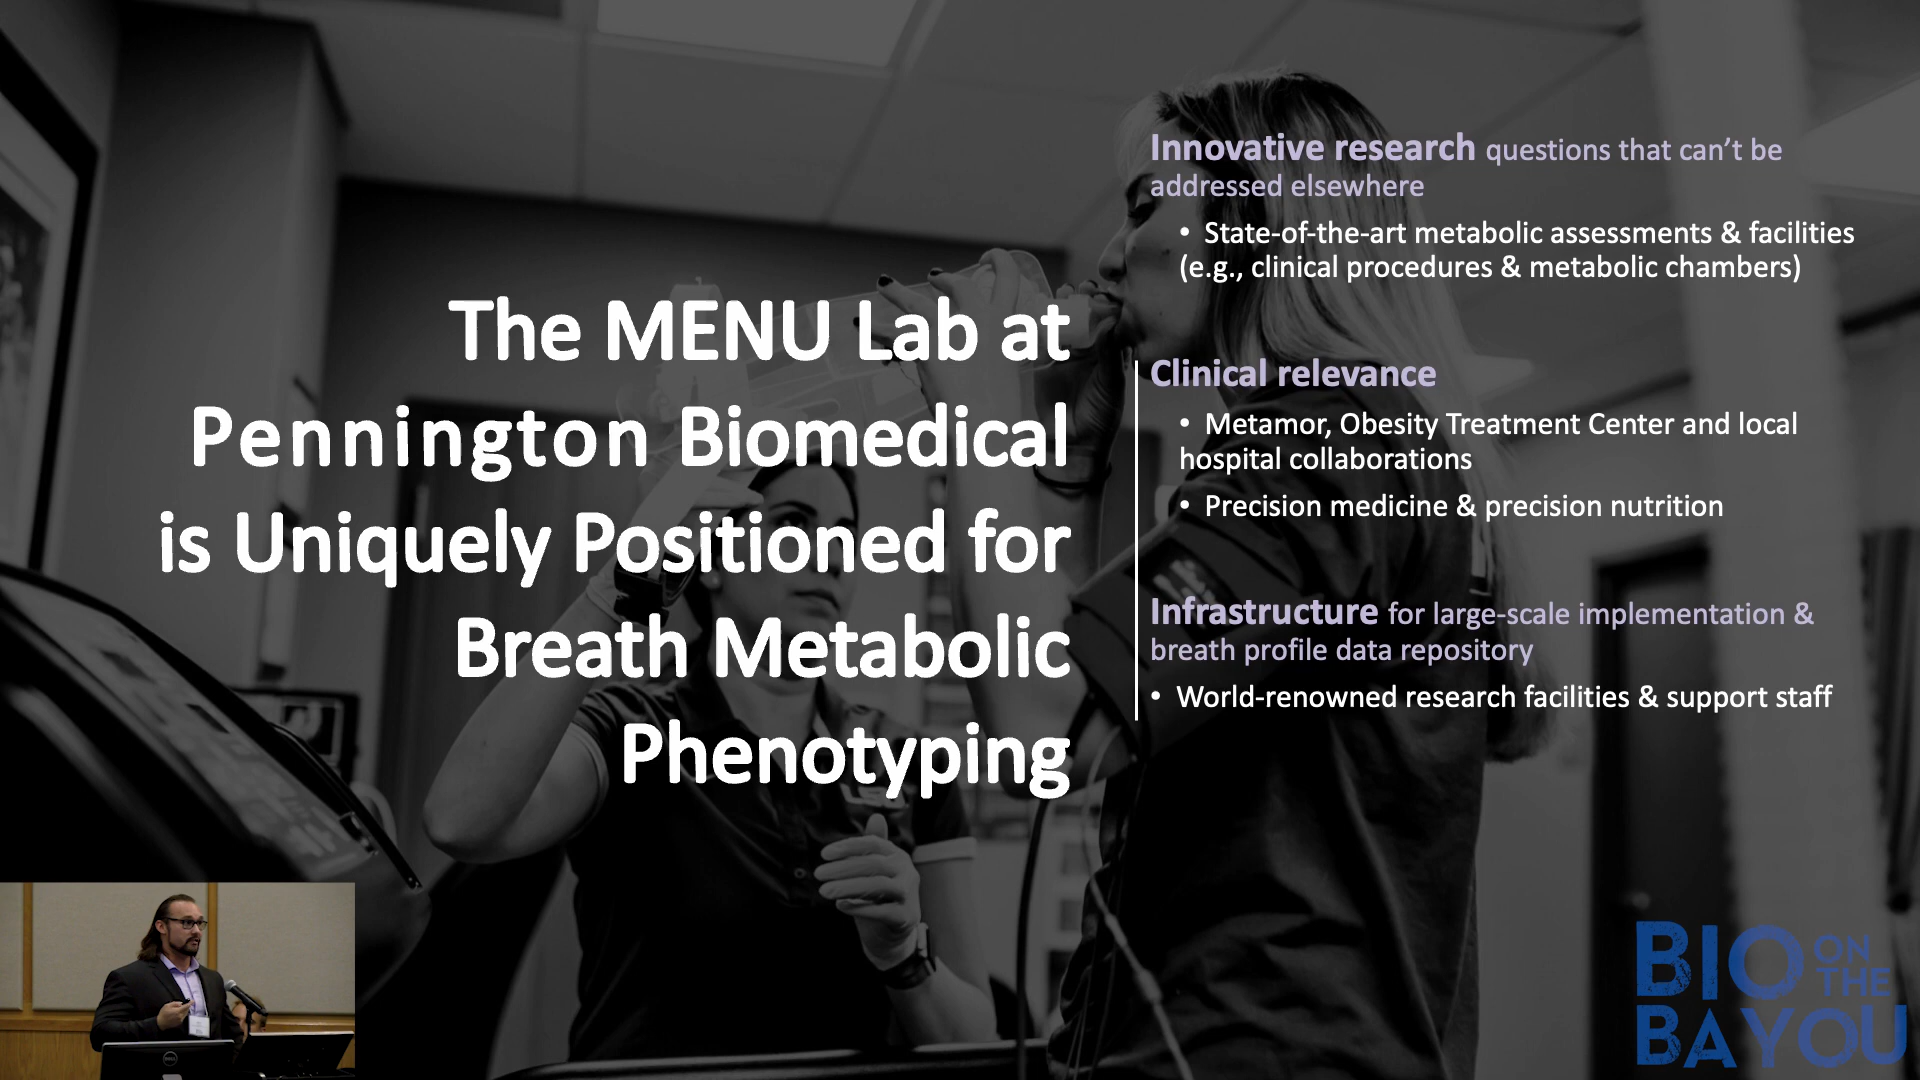 The MENU Lab at
Pennington Biomedical
is Uniquely Positioned for
Breath Metabolic
Phenotyping
Innovative research questions that can’t be
addressed elsewhere
• State-of-the-art metabolic assessments & facilities
(e.g., clinical procedures & metabolic chambers)
Clinical relevance
• Metamor, Obesity Treatment Center and local
hospital collaborations
• Precision medicine & precision nutrition
Infrastructure for large-scale implementation &
breath profile data repository
• World-renowned research facilities & support staff
BIO ON THE
BAYOU
DELL